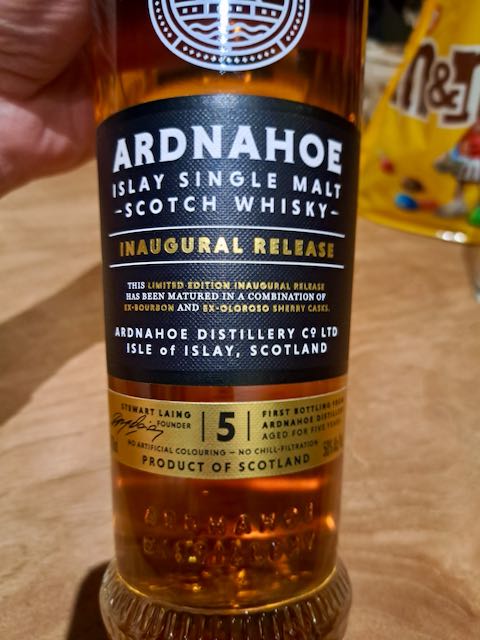 ARDNAHOE
ISLAY SINGLE MALT
-SCOTCH WHISKY-
INAUGURAL RELEASE
THIS LIMITED EDITION INAUGURAL RELEASE
HAS BEEN MATURED IN A COMBINATION OF
EX-BOURBON AND EX-OLOROSO SHERRY CASKS.
ARDNAHOE DISTILLERY Cº LTD
ISLE of ISLAY, SCOTLAND
STEWART LAING
FOUNDER
5
FIRST BOTTLING FROM
ARDNAHOE DISTILLERY
AGED FOR FIVE YEARS
NO ARTIFICIAL COLOURING – NO CHILL-FILTRATION
PRODUCT OF SCOTLAND
ARDNAHOE
DISTILLERY
m&m